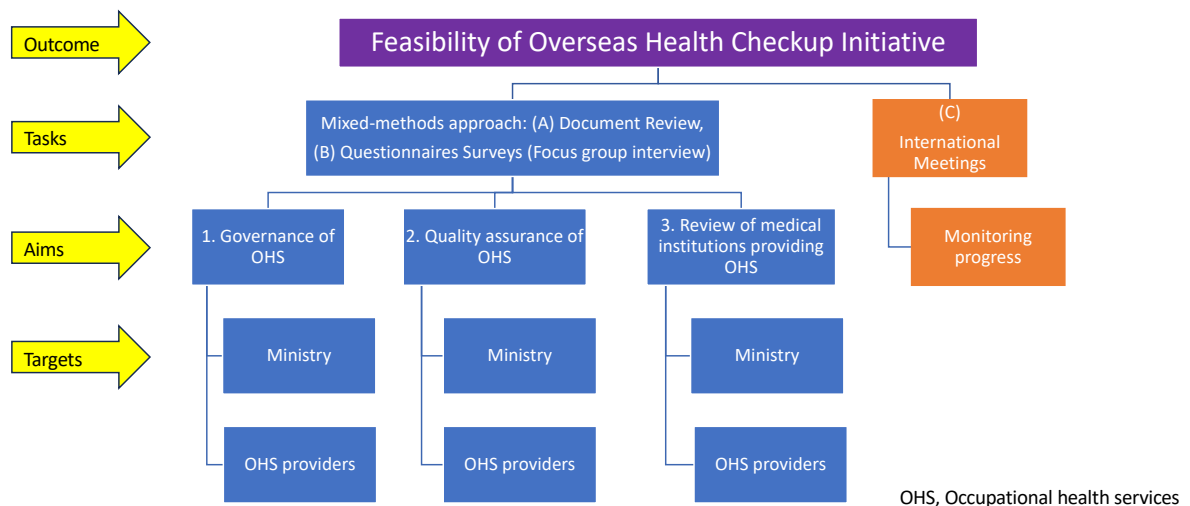 Outcome
Feasibility of Overseas Health Checkup Initiative
Tasks
Mixed-methods approach: (A) Document Review,
(B) Questionnaires Surveys (Focus group interview)
(C)
International
Meetings
Aims
1. Governance of
OHS
2. Quality assurance of
OHS
3. Review of medical
institutions providing
OHS
Monitoring
progress
Targets
Ministry
Ministry
Ministry
OHS providers
OHS providers
OHS providers
OHS, Occupational health services